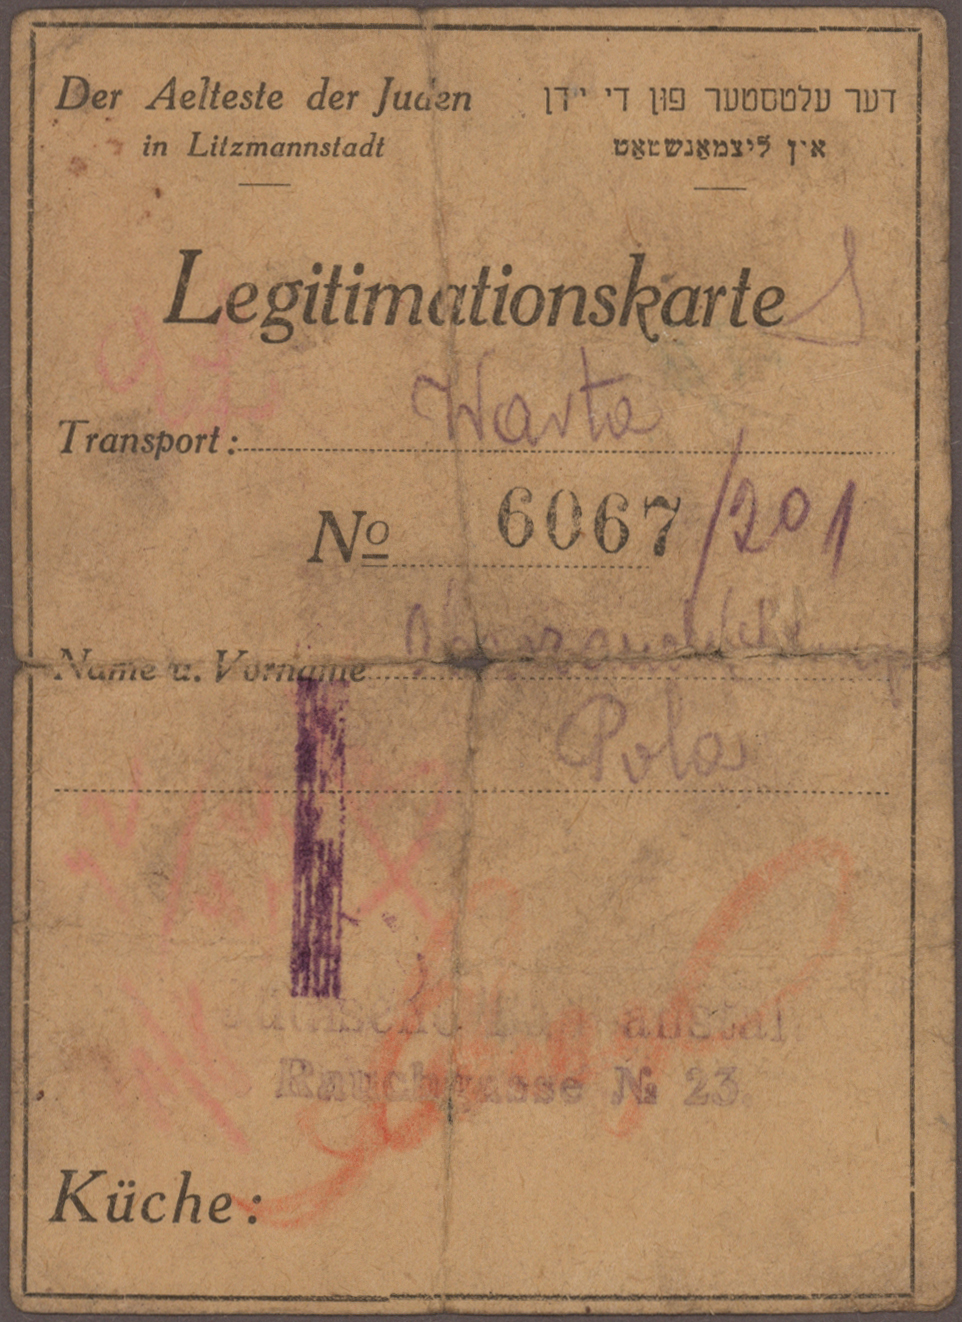 Der Aelteste der Juden
in Litzmannstadt
דער עלטסטער פון די יידן
אין ליצמאנשטאט
Legitimationskarte
Transport: Warta
№ 6067/201
Name u. Vorname
Pola
Rauchgasse № 23.
Küche: